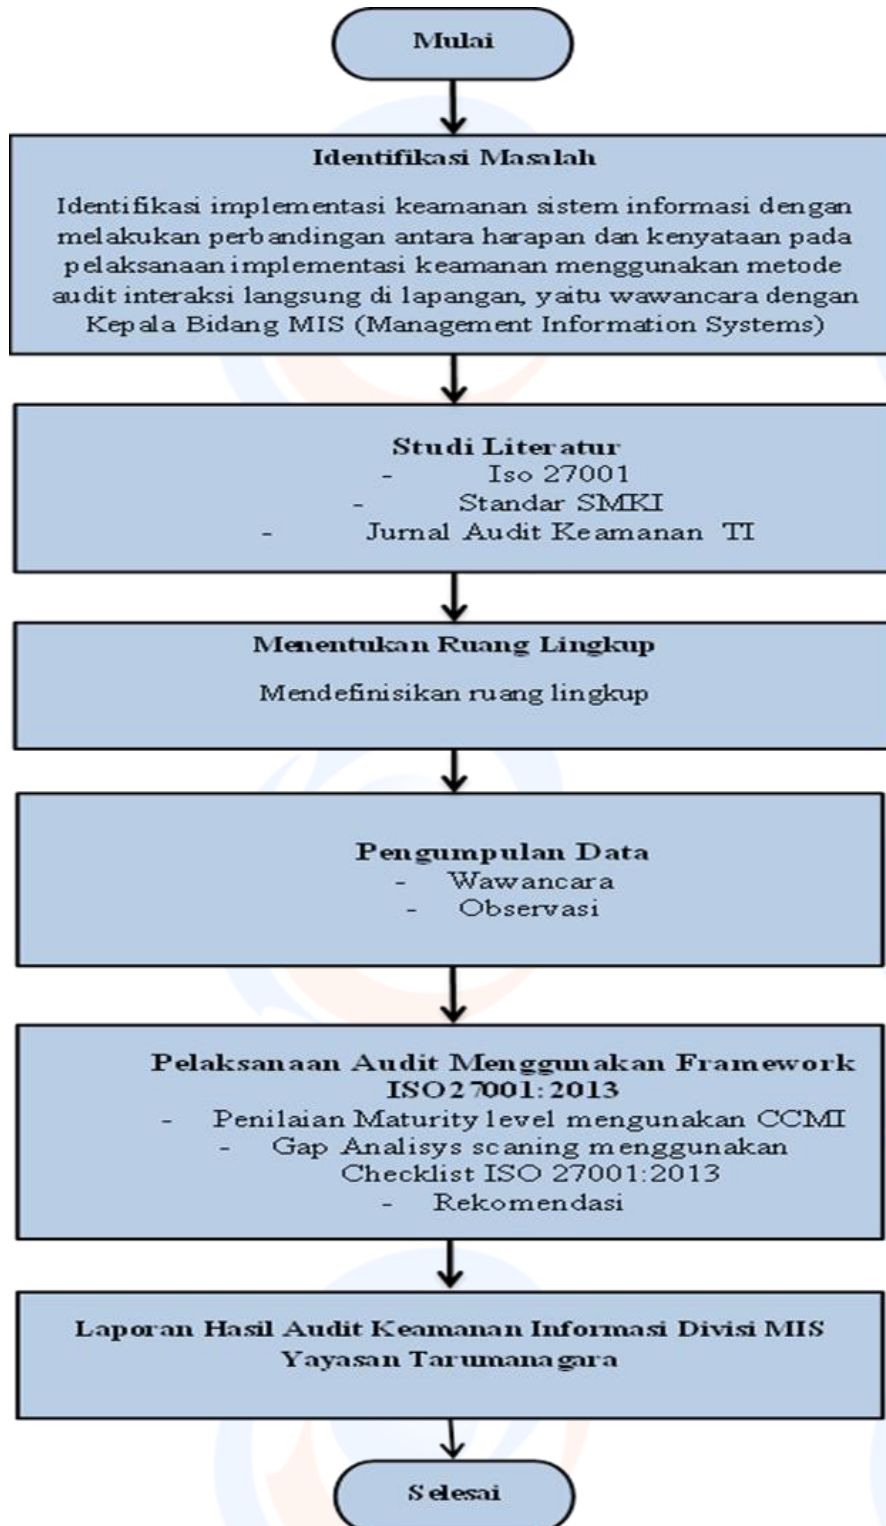 Mulai
Identifikasi Masalah
Identifikasi implementasi keamanan sistem informasi dengan
melakukan perbandingan antara harapan dan kenyataan pada
pelaksanaan implementasi keamanan menggunakan metode
audit interaksi langsung di lapangan, yaitu wawancara dengan
Kepala Bidang MIS (Management Information Systems)
Studi Literatur
- Iso 27001
- Standar SMKI
- Jurnal Audit Keamanan TI
Menentukan Ruang Lingkup
Mendefinisikan ruang lingkup
Pengumpulan Data
- Wawancara
- Observasi
Pelaksanaan Audit Menggunakan Framework
ISO27001:2013
- Penilaian Maturity level mengunakan CCMI
- Gap Analisys scaning menggunakan
Checklist ISO 27001:2013
- Rekomendasi
Laporan Hasil Audit Keamanan Informasi Divisi MIS
Yayasan Tarumanagara
Selesai